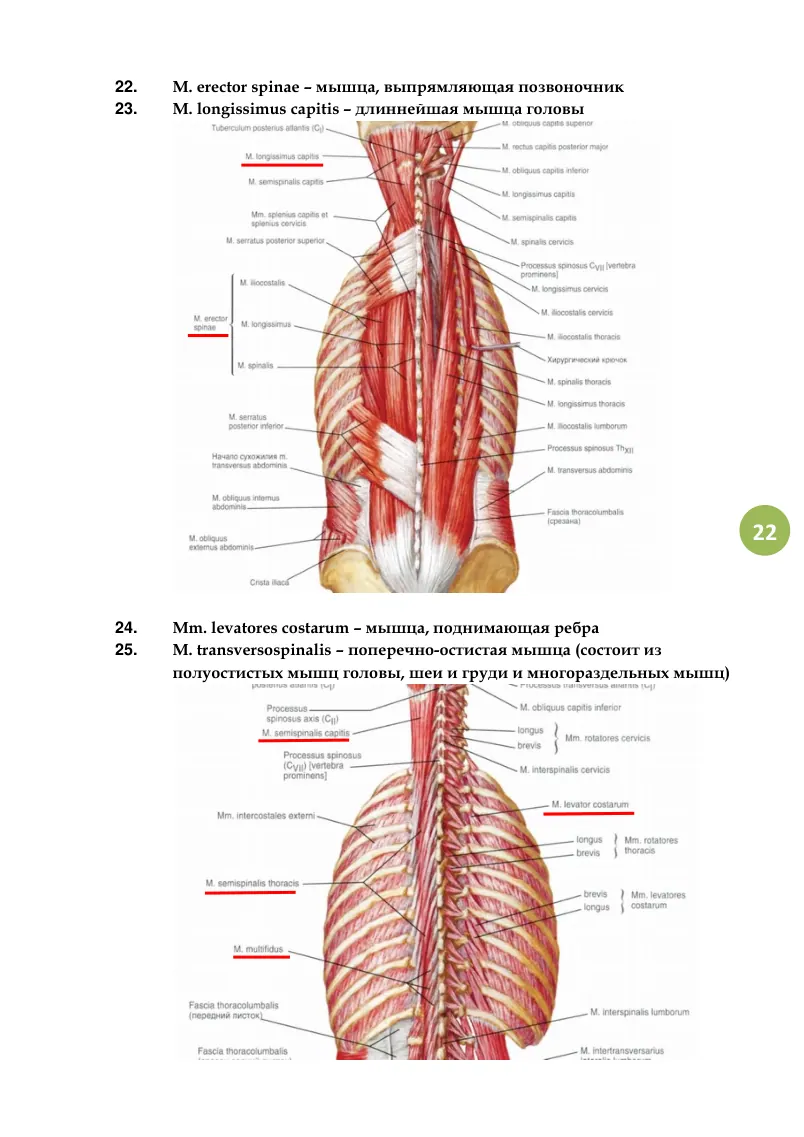 22. M. erector spinae – мышца, выпрямляющая позвоночник
23. M. longissimus capitis – длиннейшая мышца головы
Tuberculum posterius atlantis (CI)
M. longissimus capitis
M. semispinalis capitis
Mm. splenius capitis et
splenius cervicis
M. serratus posterior superior
M. iliocostalis
M. erector
spinae
M. longissimus
M. spinalis
M. serratus
posterior inferior
Начало сухожилия m.
transversus abdominis
M. obliquus internus
abdominis
M. obliquus
externus abdominis
Crista iliaca
M. obliquus capitis superior
M. rectus capitis posterior major
M. obliquus capitis inferior
M. longissimus capitis
M. semispinalis capitis
M. spinalis cervicis
Processus spinosus CVII [vertebra
prominens]
M. longissimus cervicis
M. iliocostalis cervicis
M. iliocostalis thoracis
Хирургический крючок
M. spinalis thoracis
M. longissimus thoracis
M. iliocostalis lumborum
Processus spinosus ThXII
M. transversus abdominis
Fascia thoracolumbalis
(срезана)
22
24. Mm. levatores costarum – мышца, поднимающая ребра
25. M. transversospinalis – поперечно-остистая мышца (состоит из
полуостистых мышц головы, шеи и груди и многораздельных мышц)
posterius atlantis (CI)
Processus
spinosus axis (CII)
M. semispinalis capitis
Processus spinosus
(CVII) [vertebra
prominens]
Mm. intercostales externi
M. semispinalis thoracis
M. multifidus
Fascia thoracolumbalis
(передний листок)
Fascia thoracolumbalis
Processus transversus atlantis (CI)
M. obliquus capitis inferior
longus
brevis
Mm. rotatores cervicis
M. interspinalis cervicis
M. levator costarum
longus
brevis
Mm. rotatores
thoracis
brevis
longus
Mm. levatores
costarum
M. interspinalis lumborum
M. intertransversarius